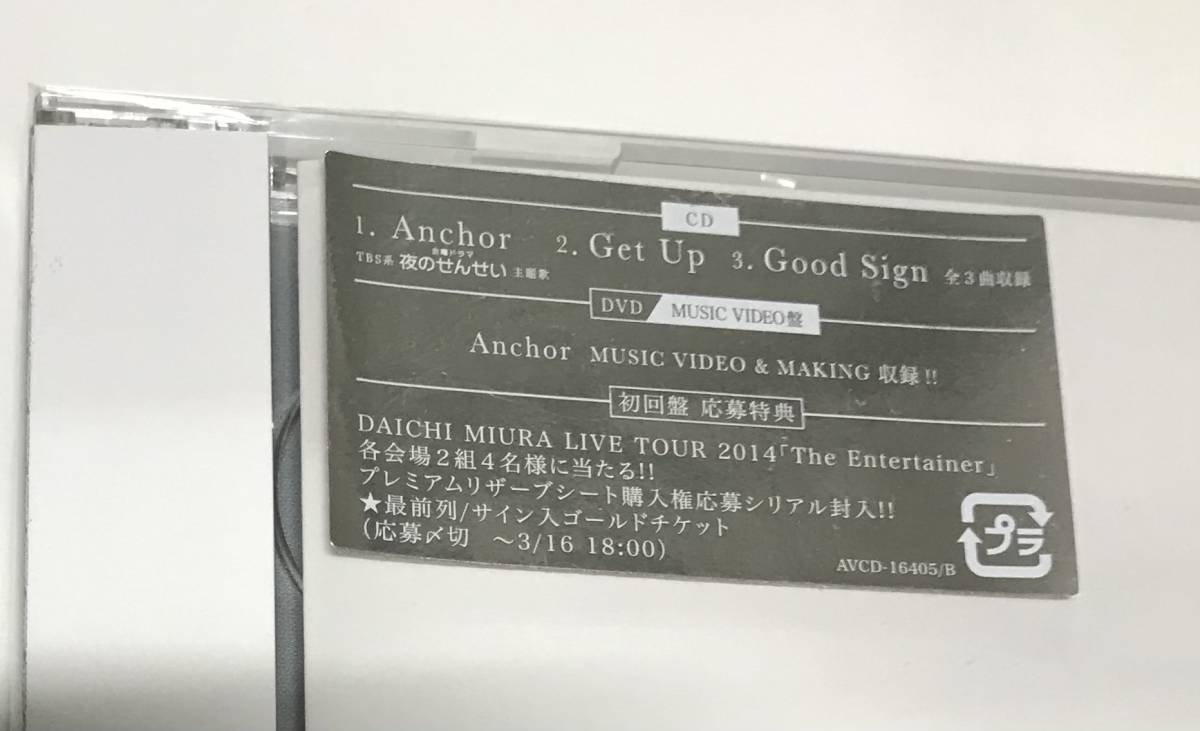 CD
1. Anchor 2. Get Up 3. Good Sign 全3曲収録
金曜ドラマ
TBS系 夜のせんせい 主題歌
DVD MUSIC VIDEO盤
Anchor MUSIC VIDEO & MAKING 収録!!
初回盤 応募特典
DAICHI MIURA LIVE TOUR 2014「The Entertainer」
各会場2組4名様に当たる!!
プレミアムリザーブシート購入権応募シリアル封入!!
★最前列/サイン入ゴールドチケット
(応募〆切 ~3/16 18:00)
AVCD-16405/B
プラ